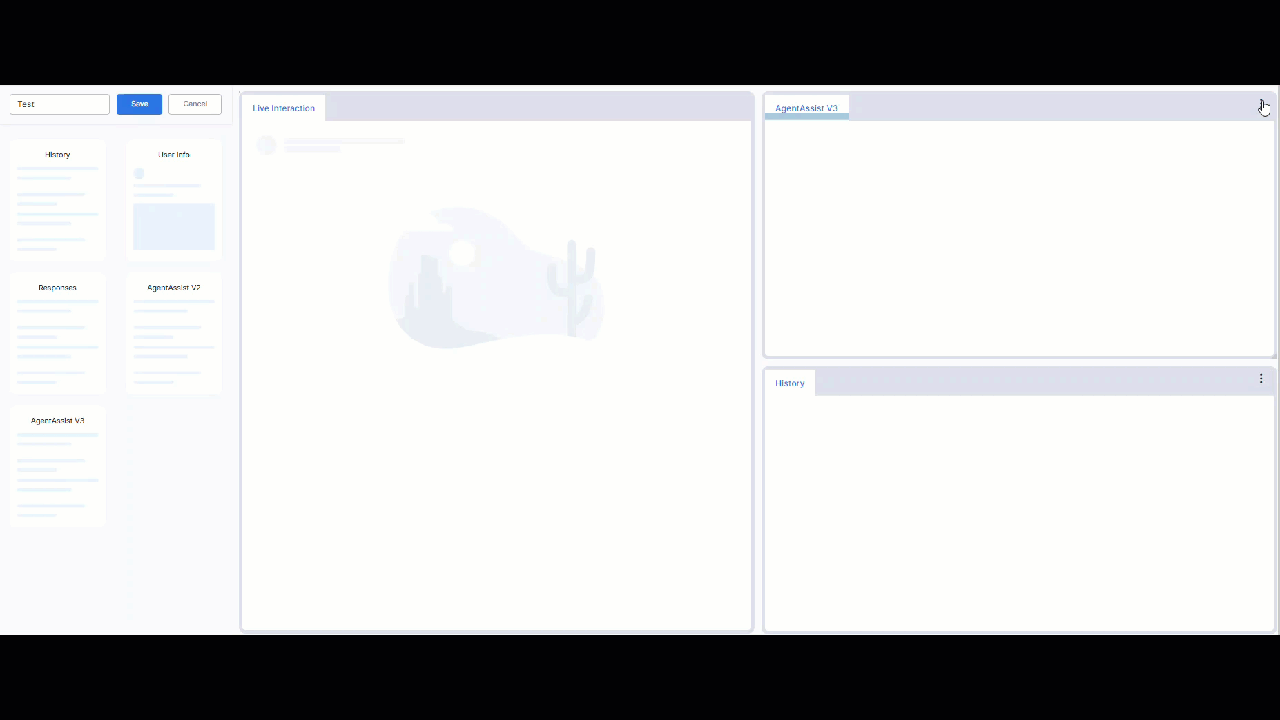 Test
Save
Cancel
History
User Info
Responses
AgentAssist V2
AgentAssist V3
Live Interaction
AgentAssist V3
History